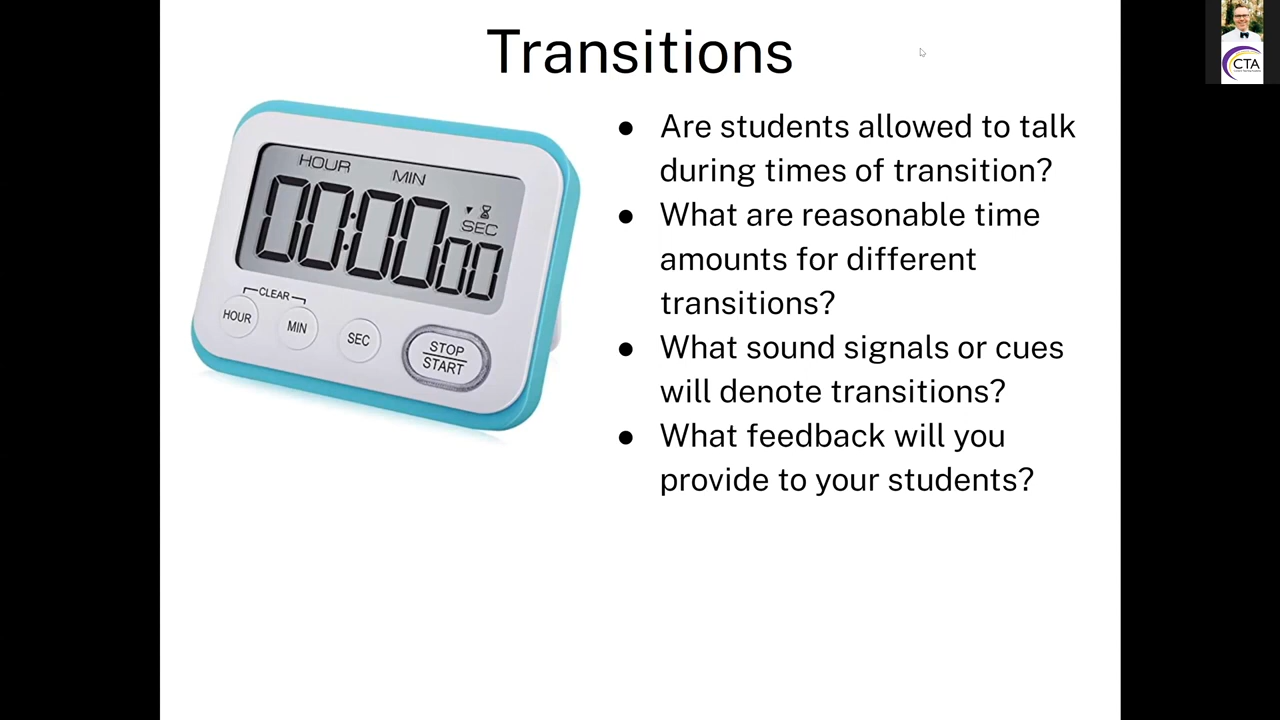 Transitions
HOUR
MIN
00:00
SEC
00
CLEAR
HOUR
MIN
SEC
STOP
START
● Are students allowed to talk
during times of transition?
● What are reasonable time
amounts for different
transitions?
● What sound signals or cues
will denote transitions?
● What feedback will you
provide to your students?
CTA